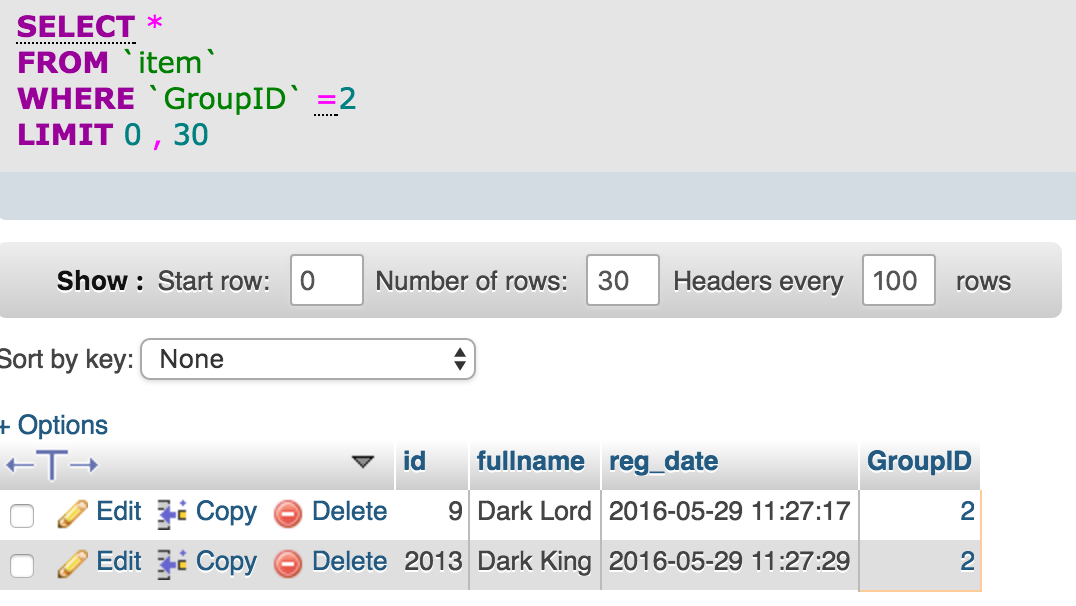 SELECT *
FROM `item`
WHERE `GroupID` =2
LIMIT 0 , 30
Show : Start row: 0 Number of rows: 30 Headers every 100 rows
Sort by key: None
+ Options
←T→ id fullname reg_date GroupID
Edit Copy Delete 9 Dark Lord 2016-05-29 11:27:17 2
Edit Copy Delete 2013 Dark King 2016-05-29 11:27:29 2